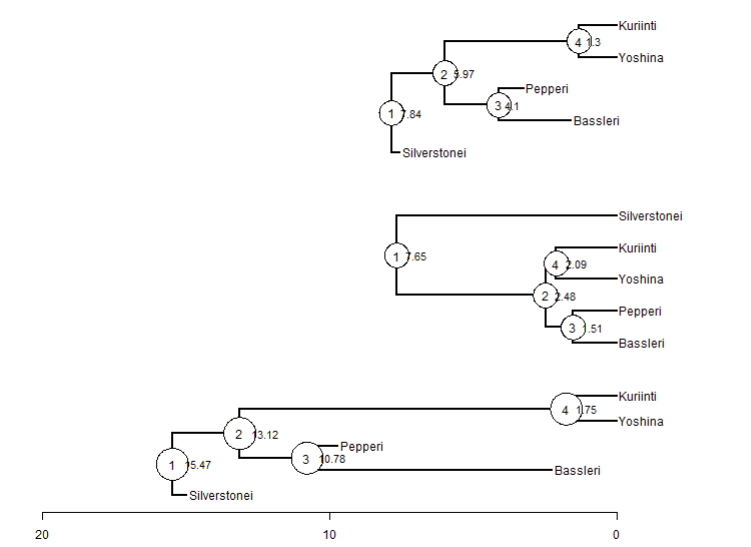 Kuriinti
4 1.3
Yoshina
2 5.97
Pepperi
3 4.1
Bassleri
1 7.84
Silverstonei
Silverstonei
Kuriinti
1 7.65
4 2.09
Yoshina
2 2.48
Pepperi
3 1.51
Bassleri
Kuriinti
4 1.75
Yoshina
2 13.12
Pepperi
3 10.78
1 15.47
Bassleri
Silverstonei
20 10 0